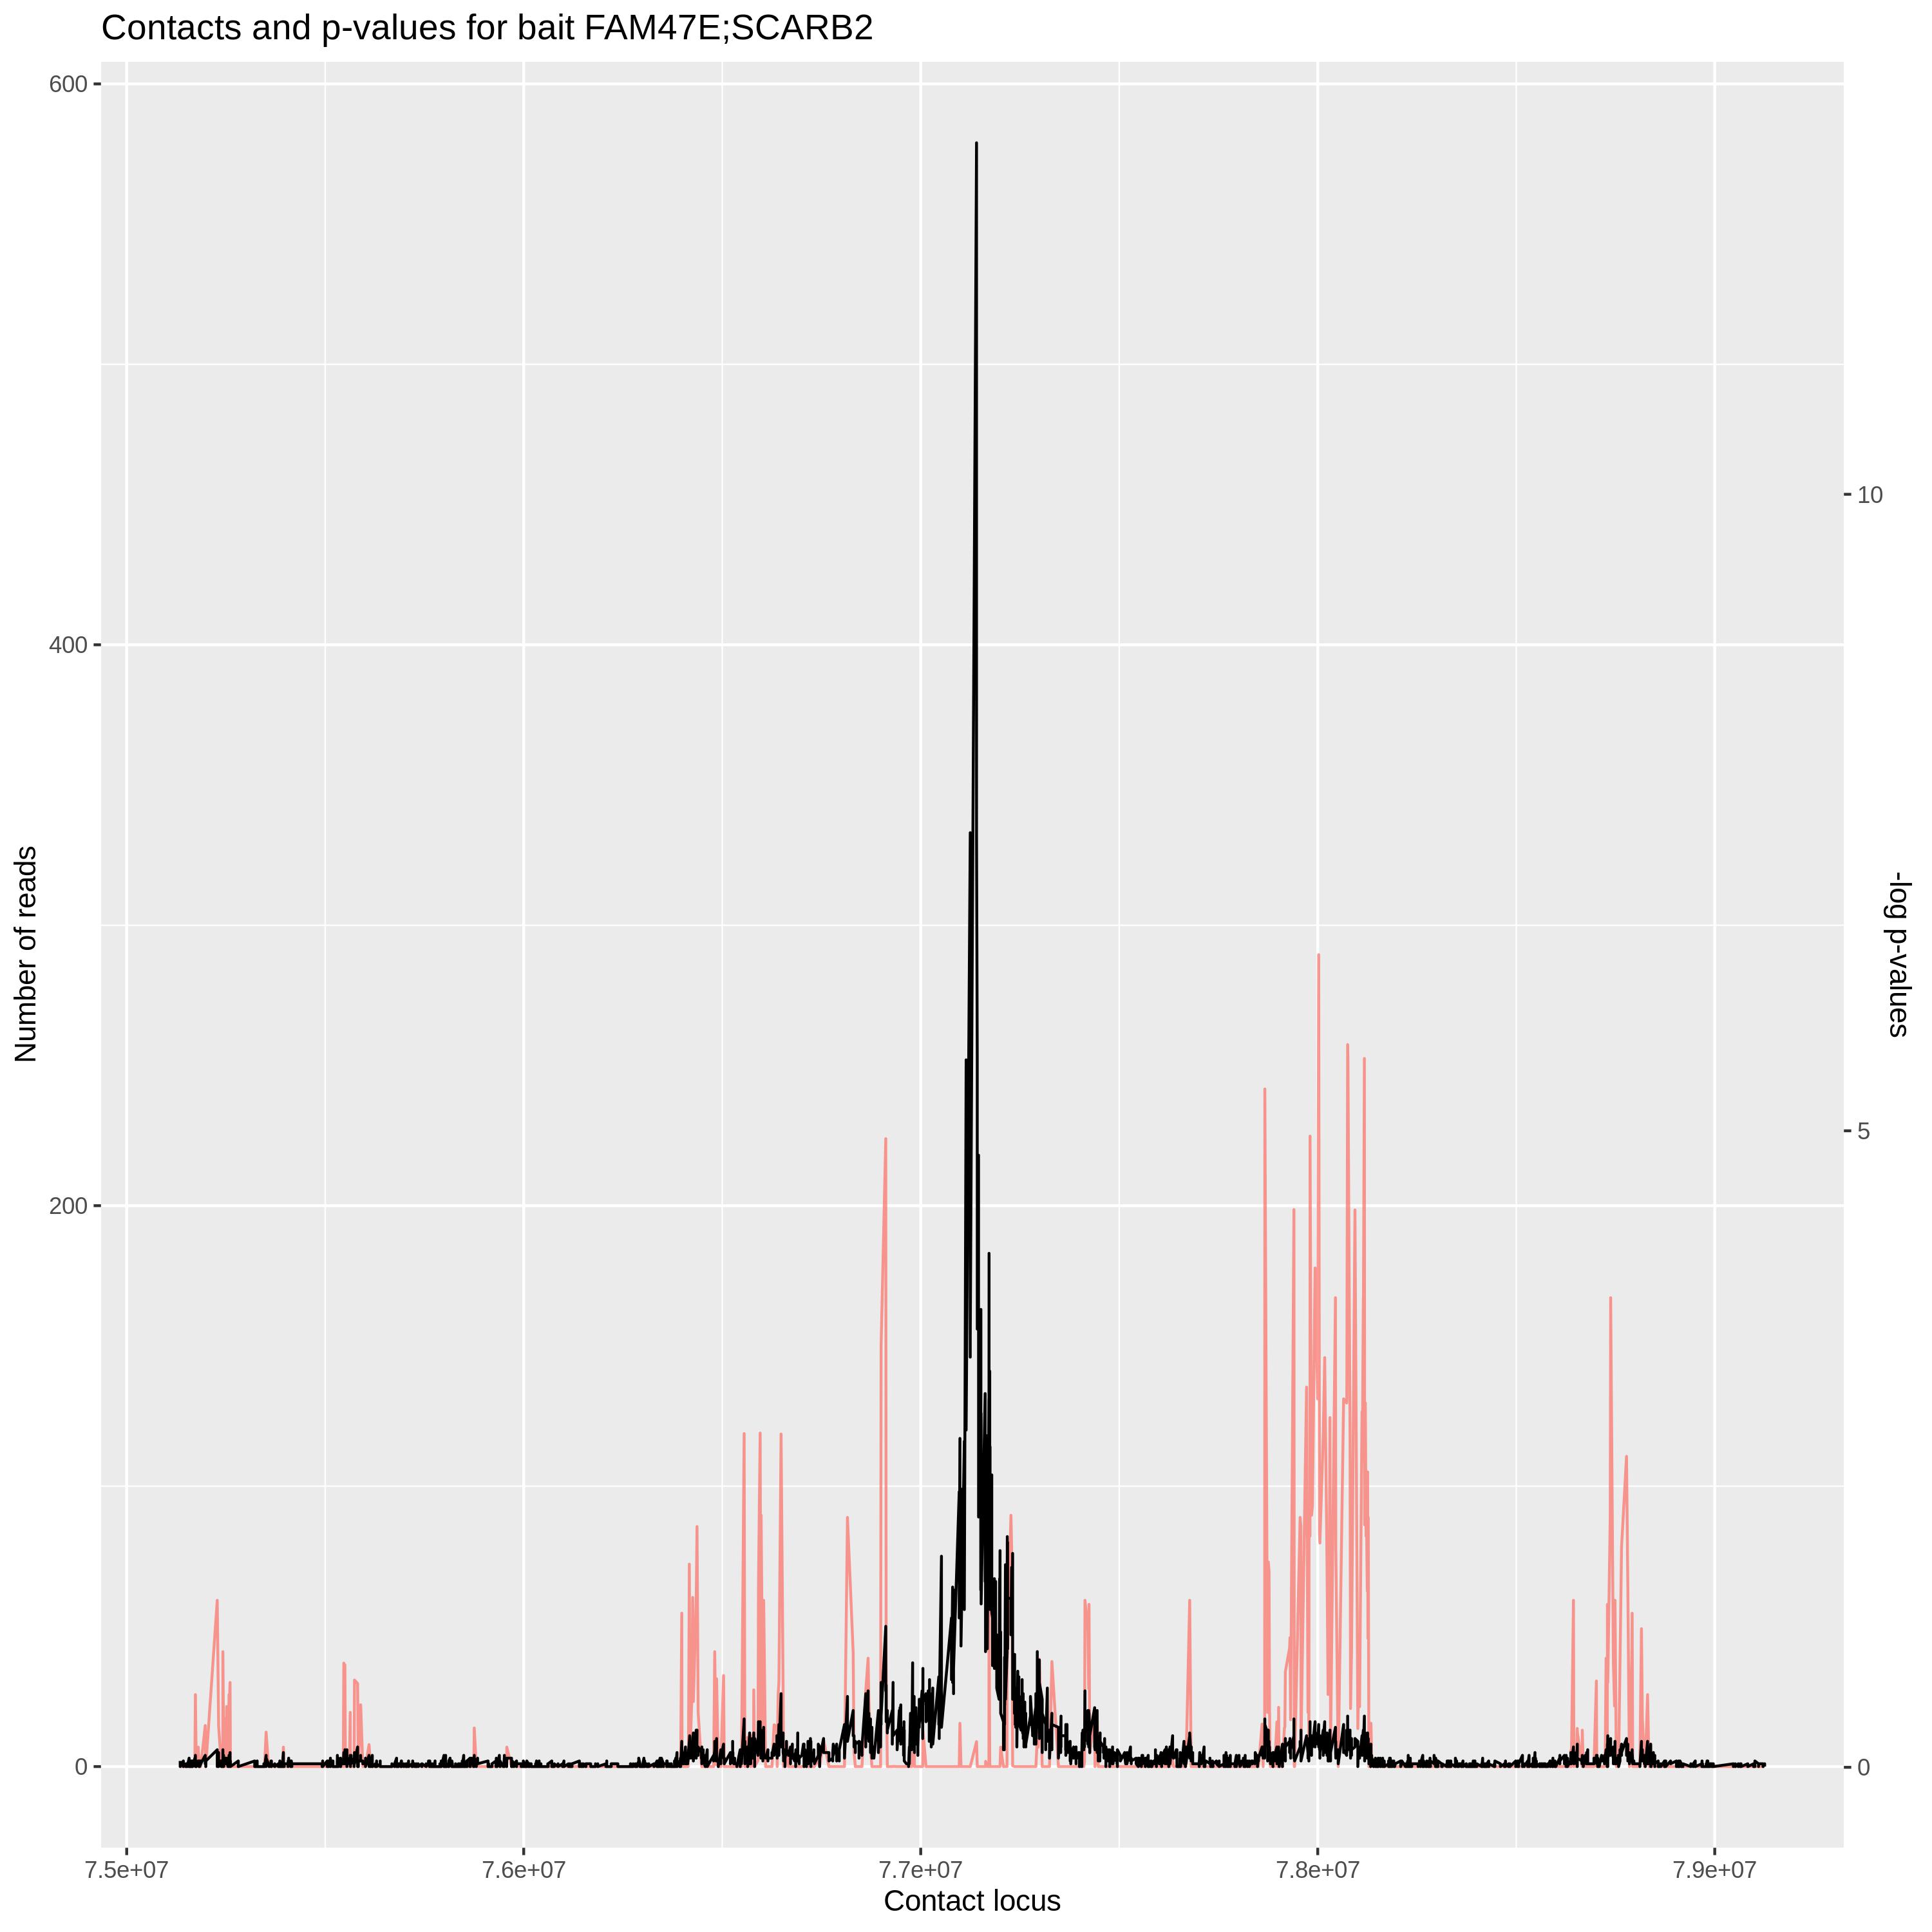 Contacts and p-values for bait FAM47E;SCARB2
600
400
200
0
Number of reads
10
5
0
-log p-values
7.5e+07
7.6e+07
7.7e+07
7.8e+07
7.9e+07
Contact locus